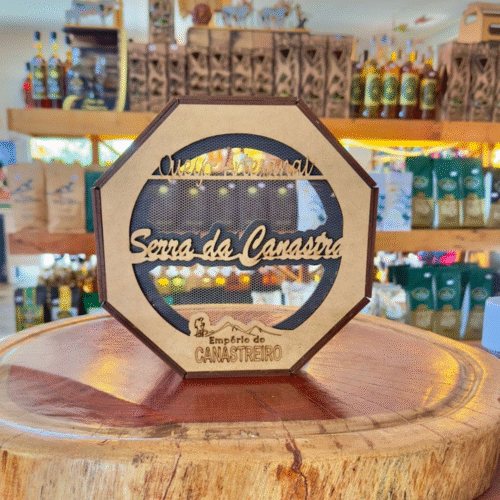 Queijo Artesanal
Serra da Canastra
Empório do
CANASTREIRO